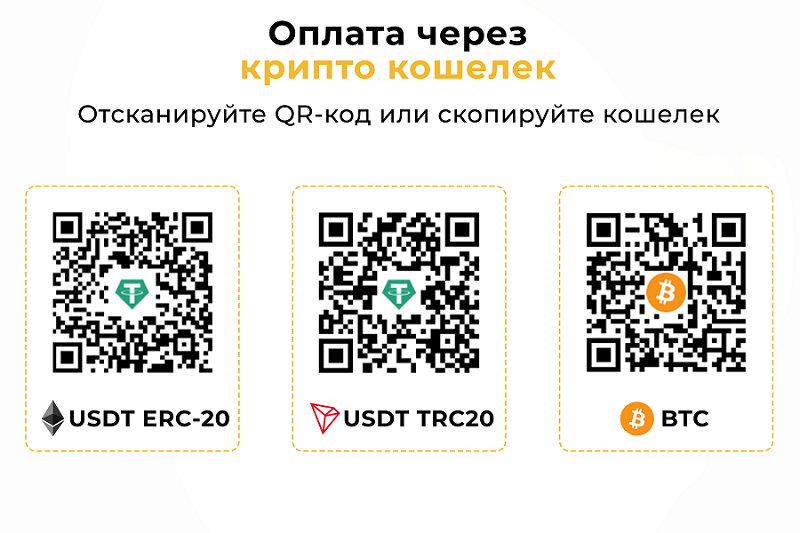 Оплата через
крипто кошелек
Отсканируйте QR-код или скопируйте кошелек
USDT ERC-20
USDT TRC20
BTC